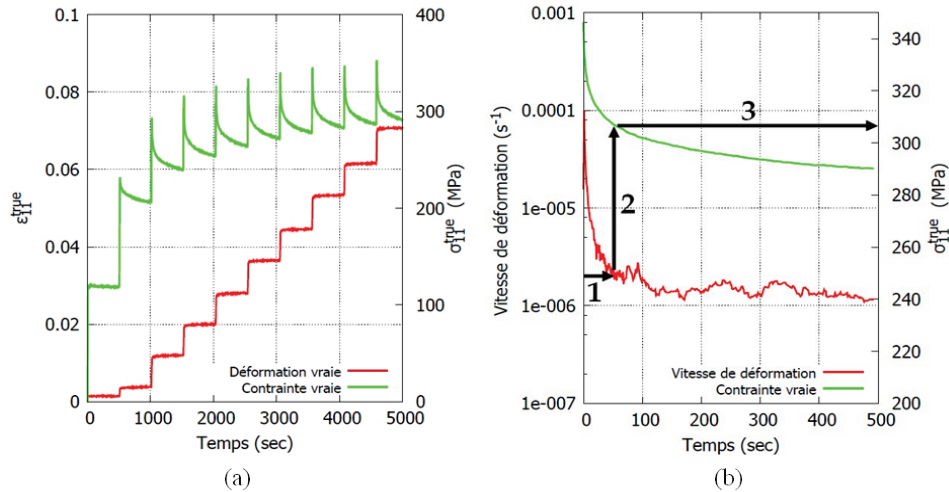 0.1
0.08
0.06
0.04
0.02
0
ε₁₁ᵗʳᵘᵉ
400
300
200
100
0
σ₁₁ᵗʳᵘᵉ (MPa)
Déformation vraie
Contrainte vraie
0 1000 2000 3000 4000 5000
Temps (sec)
(a)
0.001
0.0001
1e-005
1e-006
1e-007
Vitesse de déformation (s⁻¹)
340
320
300
280
260
240
220
200
σ₁₁ᵗʳᵘᵉ (MPa)
3
2
1
Vitesse de déformation
Contrainte vraie
0 100 200 300 400 500
Temps (sec)
(b)